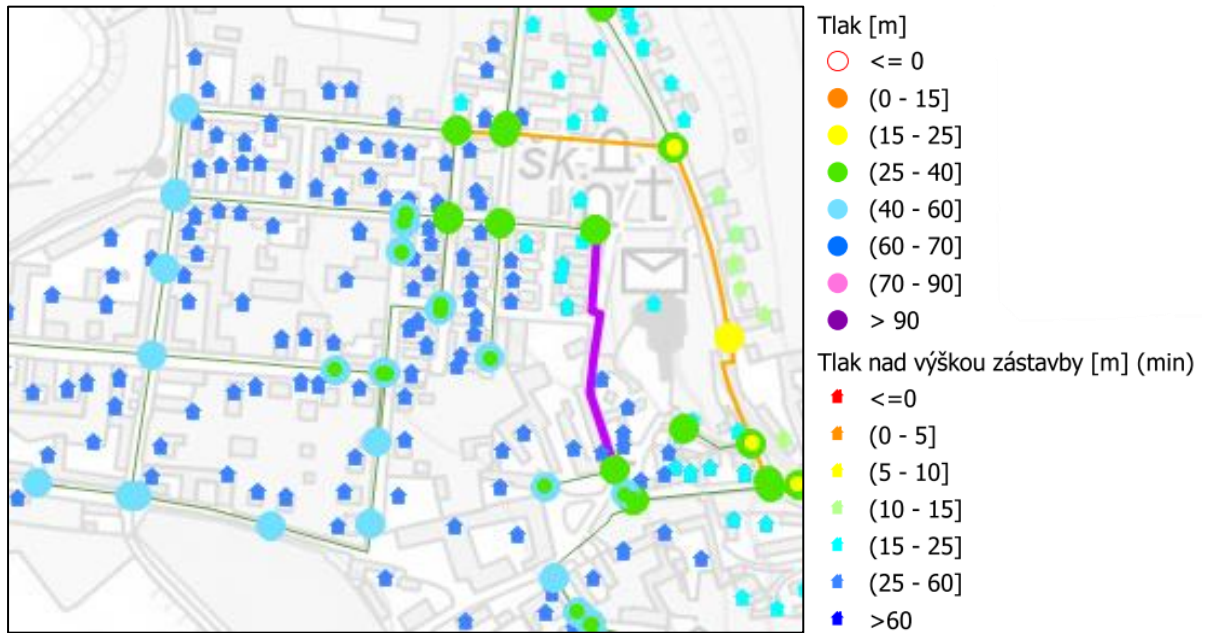 Tlak [m]
<= 0
(0 - 15]
(15 - 25]
(25 - 40]
(40 - 60]
(60 - 70]
(70 - 90]
> 90
Tlak nad výškou zástavby [m] (min)
<=0
(0 - 5]
(5 - 10]
(10 - 15]
(15 - 25]
(25 - 60]
>60
šk.